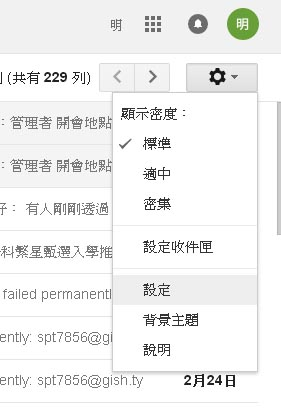 明
明
列 (共有 229 列)
顯示密度：
：管理者 開會地點
✓ 標準
適中
：管理者 開會地點
密集
好： 有人剛剛透過
科繁星甄選入學推
設定收件匣
failed permanentl
設定
背景主題
ently: spt7856@gi
說明
ently: spt7856@gish.ty
2月24日